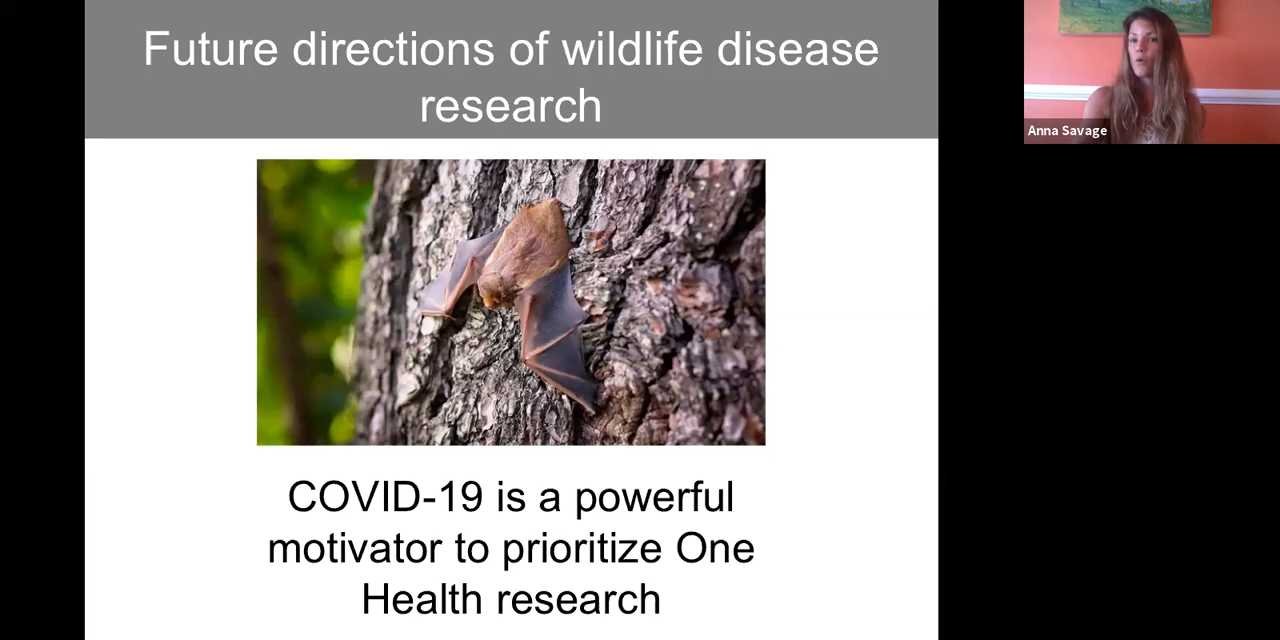 Future directions of wildlife disease
research
Anna Savage
COVID-19 is a powerful
motivator to prioritize One
Health research